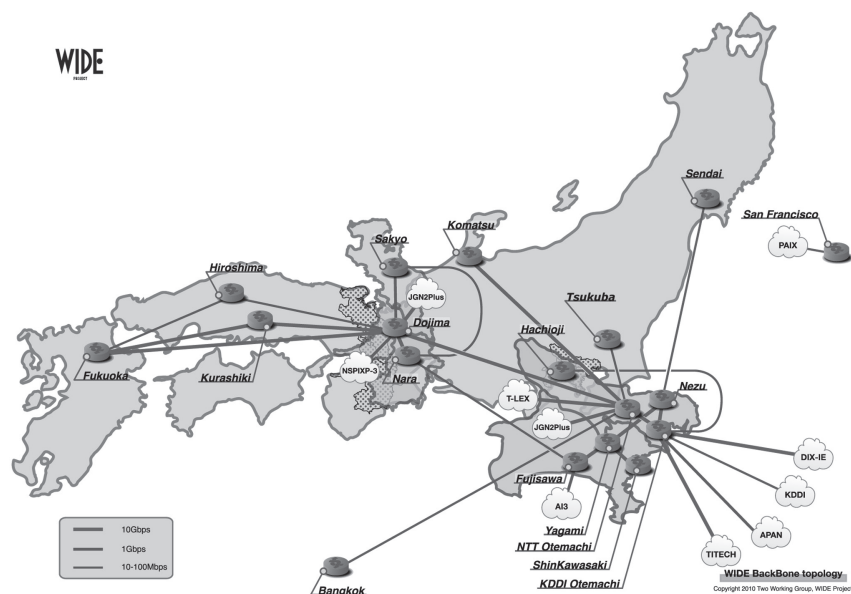 WIDE
PROJECT
Sendai
San Francisco
PAIX
Komatsu
Sakyo
Hiroshima
JGN2Plus
Tsukuba
Dojima
Hachioji
NSPIXP-3
Fukuoka
Kurashiki
Nara
Nezu
T-LEX
JGN2Plus
DIX-IE
Fujisawa
KDDI
AI3
Yagami
APAN
10Gbps
1Gbps
10-100Mbps
NTT Otemachi
TITECH
ShinKawasaki
KDDI Otemachi
WIDE BackBone topology
Bangkok
Copyright 2010 Two Working Group, WIDE Projec